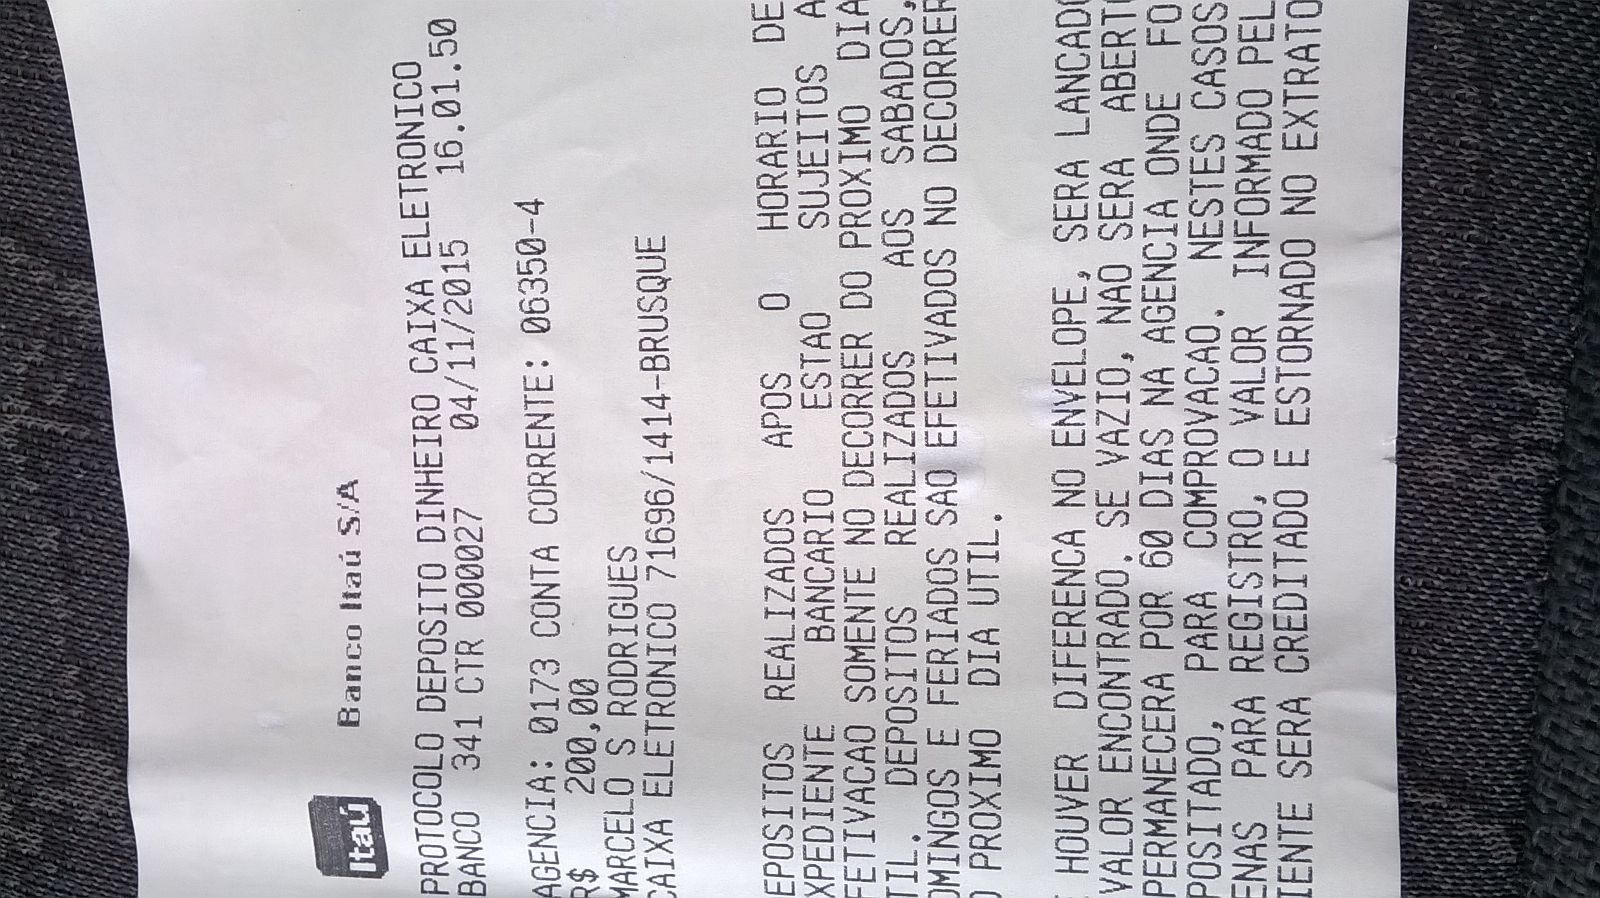 Itaú
Banco Itaú S/A
PROTOCOLO DEPOSITO DINHEIRO CAIXA ELETRONICO
BANCO 341 CTR 000027 04/11/2015 16.01.50
AGENCIA: 0173 CONTA CORRENTE: 06350-4
R$ 200,00
MARCELO S RODRIGUES
CAIXA ELETRONICO 71696/1414-BRUSQUE
EPOSITOS REALIZADOS APOS O HORARIO DE
XPEDIENTE BANCARIO ESTAO SUJEITOS A
FETIVACAO SOMENTE NO DECORRER DO PROXIMO DIA
TIL. DEPOSITOS REALIZADOS AOS SABADOS,
OMINGOS E FERIADOS SAO EFETIVADOS NO DECORRER
O PROXIMO DIA UTIL.
E HOUVER DIFERENCA NO ENVELOPE, SERA LANCADO
VALOR ENCONTRADO. SE VAZIO, NAO SERA ABERTO
PERMANECERA POR 60 DIAS NA AGENCIA ONDE FO
POSITADO, PARA COMPROVACAO. NESTES CASOS
ENAS PARA REGISTRO, O VALOR INFORMADO PEL
IENTE SERA CREDITADO E ESTORNADO NO EXTRATO